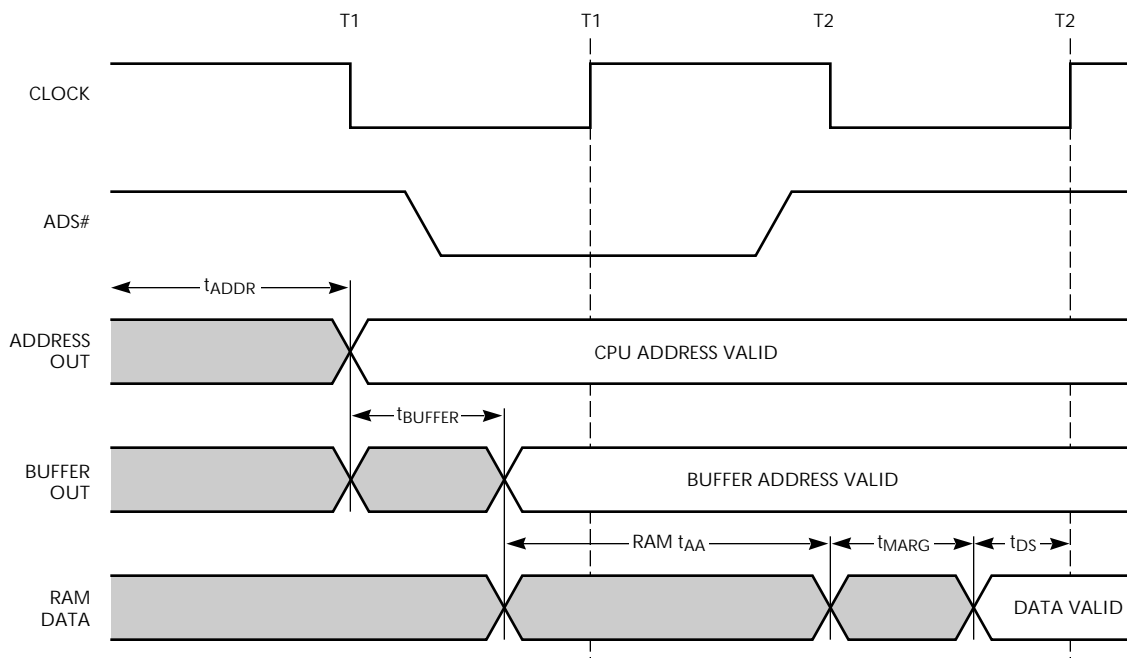 T1 T1 T2 T2
CLOCK
ADS#
tADDR
ADDRESS
OUT
CPU ADDRESS VALID
tBUFFER
BUFFER
OUT
BUFFER ADDRESS VALID
RAM tAA tMARG tDS
RAM
DATA
DATA VALID